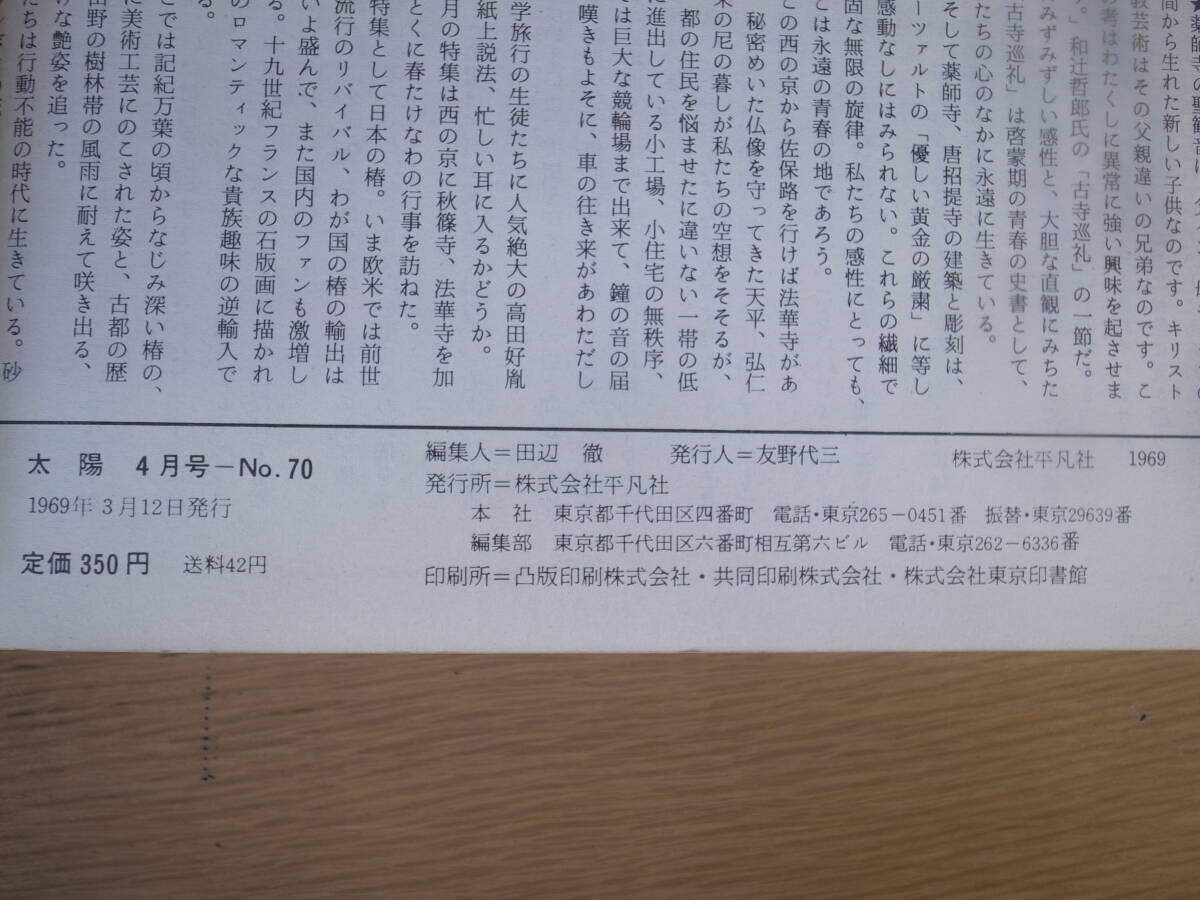 間から生れた新しい子供なのです。キリスト
教芸術はその父親違いの兄弟なのです。こ
の考はわたくしに異常に強い興味を起させま
す。」和辻哲郎氏の「古寺巡礼」の一節だ。
みずみずしい感性と、大胆な直観にみちた
「古寺巡礼」は啓蒙期の青春の史書として、
たちの心のなかに永遠に生きている。
そして薬師寺、唐招提寺の建築と彫刻は、
ーツァルトの「優しい黄金の厳粛」に等し
感動なしにはみられない。これらの繊細で
固な無限の旋律。私たちの感性にとっても、
ては永遠の青春の地であろう。
この西の京から佐保路を行けば法華寺があ
秘密めいた仏像を守ってきた天平、弘仁
来の尼の暮しが私たちの空想をそそるが、
都の住民を悩ませたに違いない一帯の低
に進出している小工場、小住宅の無秩序、
では巨大な競輪場まで出来て、鐘の音の届
嘆きもよそに、車の往き来があわただし
学旅行の生徒たちに人気絶大の高田好胤
紙上説法、忙しい耳に入るかどうか。
月の特集は西の京に秋篠寺、法華寺を加
とくに春たけなわの行事を訪ねた。
特集として日本の椿。いま欧米では前世
流行のリバイバル、わが国の椿の輸出は
いよ盛んで、また国内のファンも激増し
る。十九世紀フランスの石版画に描かれ
のロマンティックな貴族趣味の逆輸入で
る。
こでは記紀万葉の頃からなじみ深い椿の、
に美術工芸にのこされた姿と、古都の歴
田野の樹林帯の風雨に耐えて咲き出る、
けな艶姿を追った。
たちは行動不能の時代に生きている。砂
太陽 4月号－No.70
1969年3月12日発行
定価350円 送料42円
編集人＝田辺 徹 発行人＝友野代三 株式会社平凡社 1969
発行所＝株式会社平凡社
本 社 東京都千代田区四番町 電話・東京265－0451番 振替・東京29639番
編集部 東京都千代田区六番町相互第六ビル 電話・東京262－6336番
印刷所＝凸版印刷株式会社・共同印刷株式会社・株式会社東京印書館